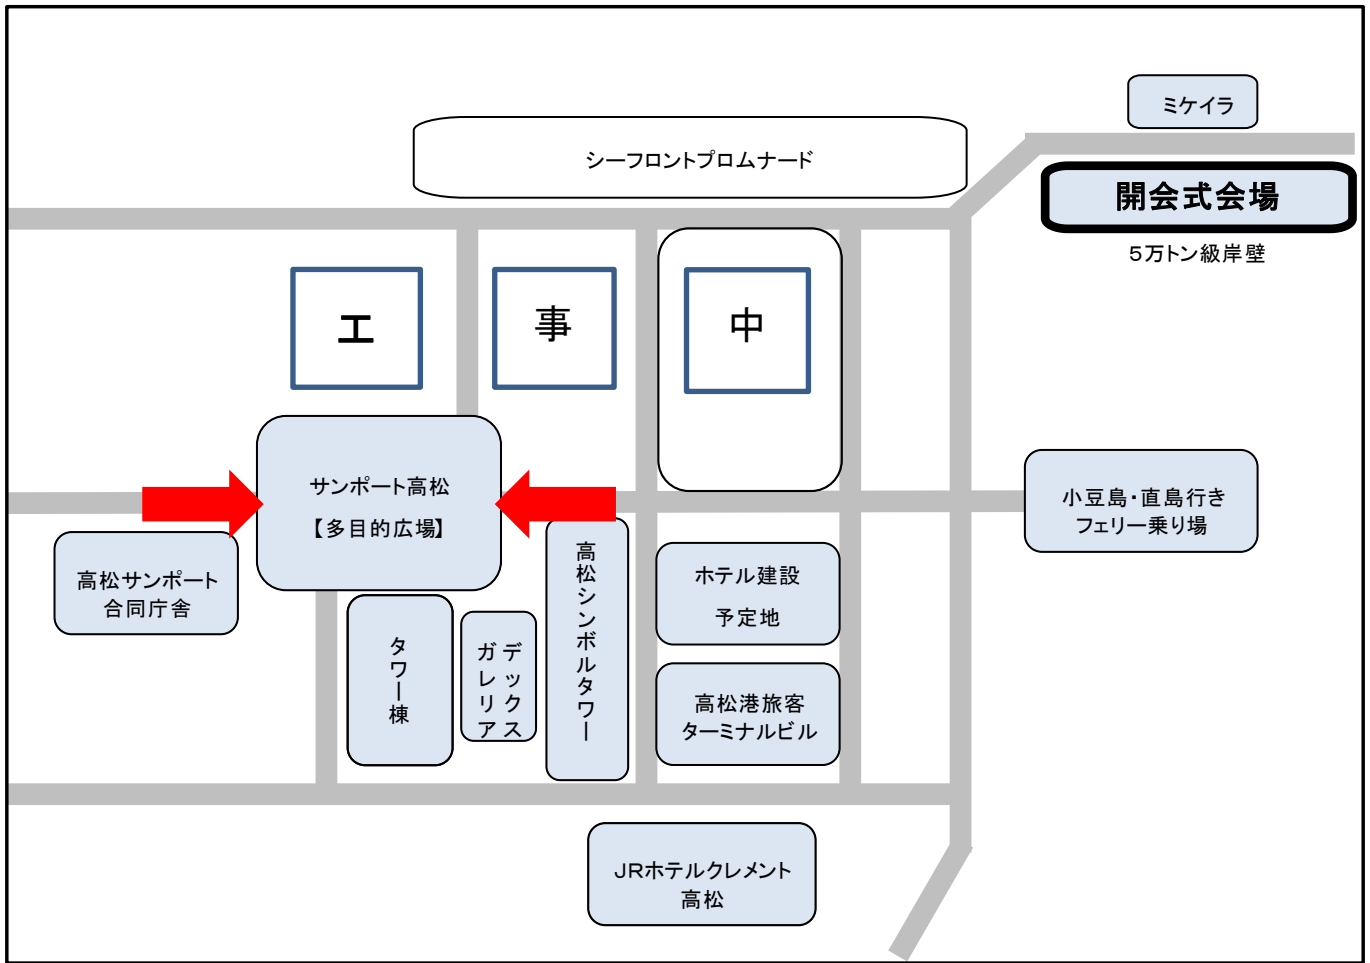 ミケイラ
シーフロントプロムナード
開会式会場
5万トン級岸壁
工 事 中
サンポート高松
【多目的広場】
小豆島・直島行き
フェリー乗り場
高松サンポート
合同庁舎
タワー棟
デックス
ガレリア
高松シンボルタワー
ホテル建設
予定地
高松港旅客
ターミナルビル
JRホテルクレメント
高松